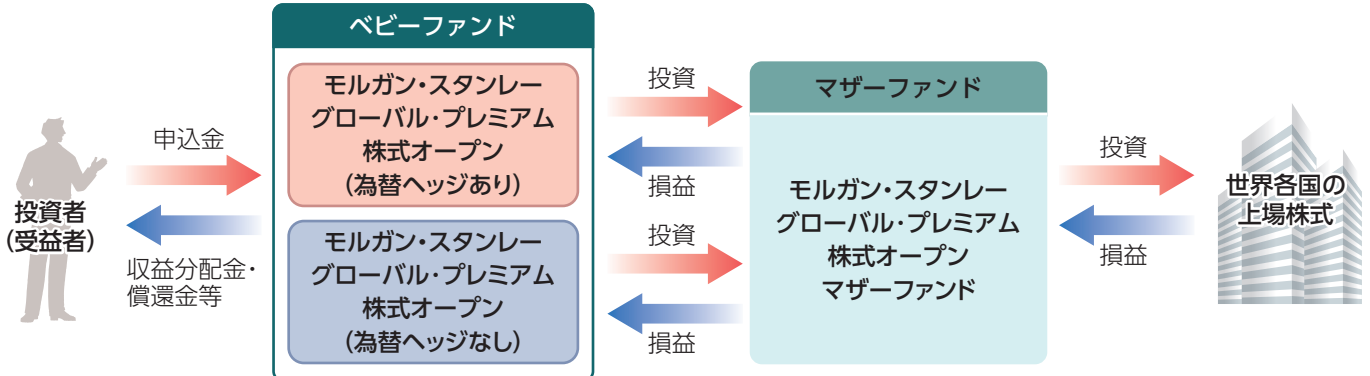 ベビーファンド
モルガン・スタンレー
グローバル・プレミアム
株式オープン
(為替ヘッジあり)
モルガン・スタンレー
グローバル・プレミアム
株式オープン
(為替ヘッジなし)
申込金
投資者
(受益者)
収益分配金・
償還金等
投資
損益
投資
損益
マザーファンド
モルガン・スタンレー
グローバル・プレミアム
株式オープン
マザーファンド
投資
損益
世界各国の
上場株式